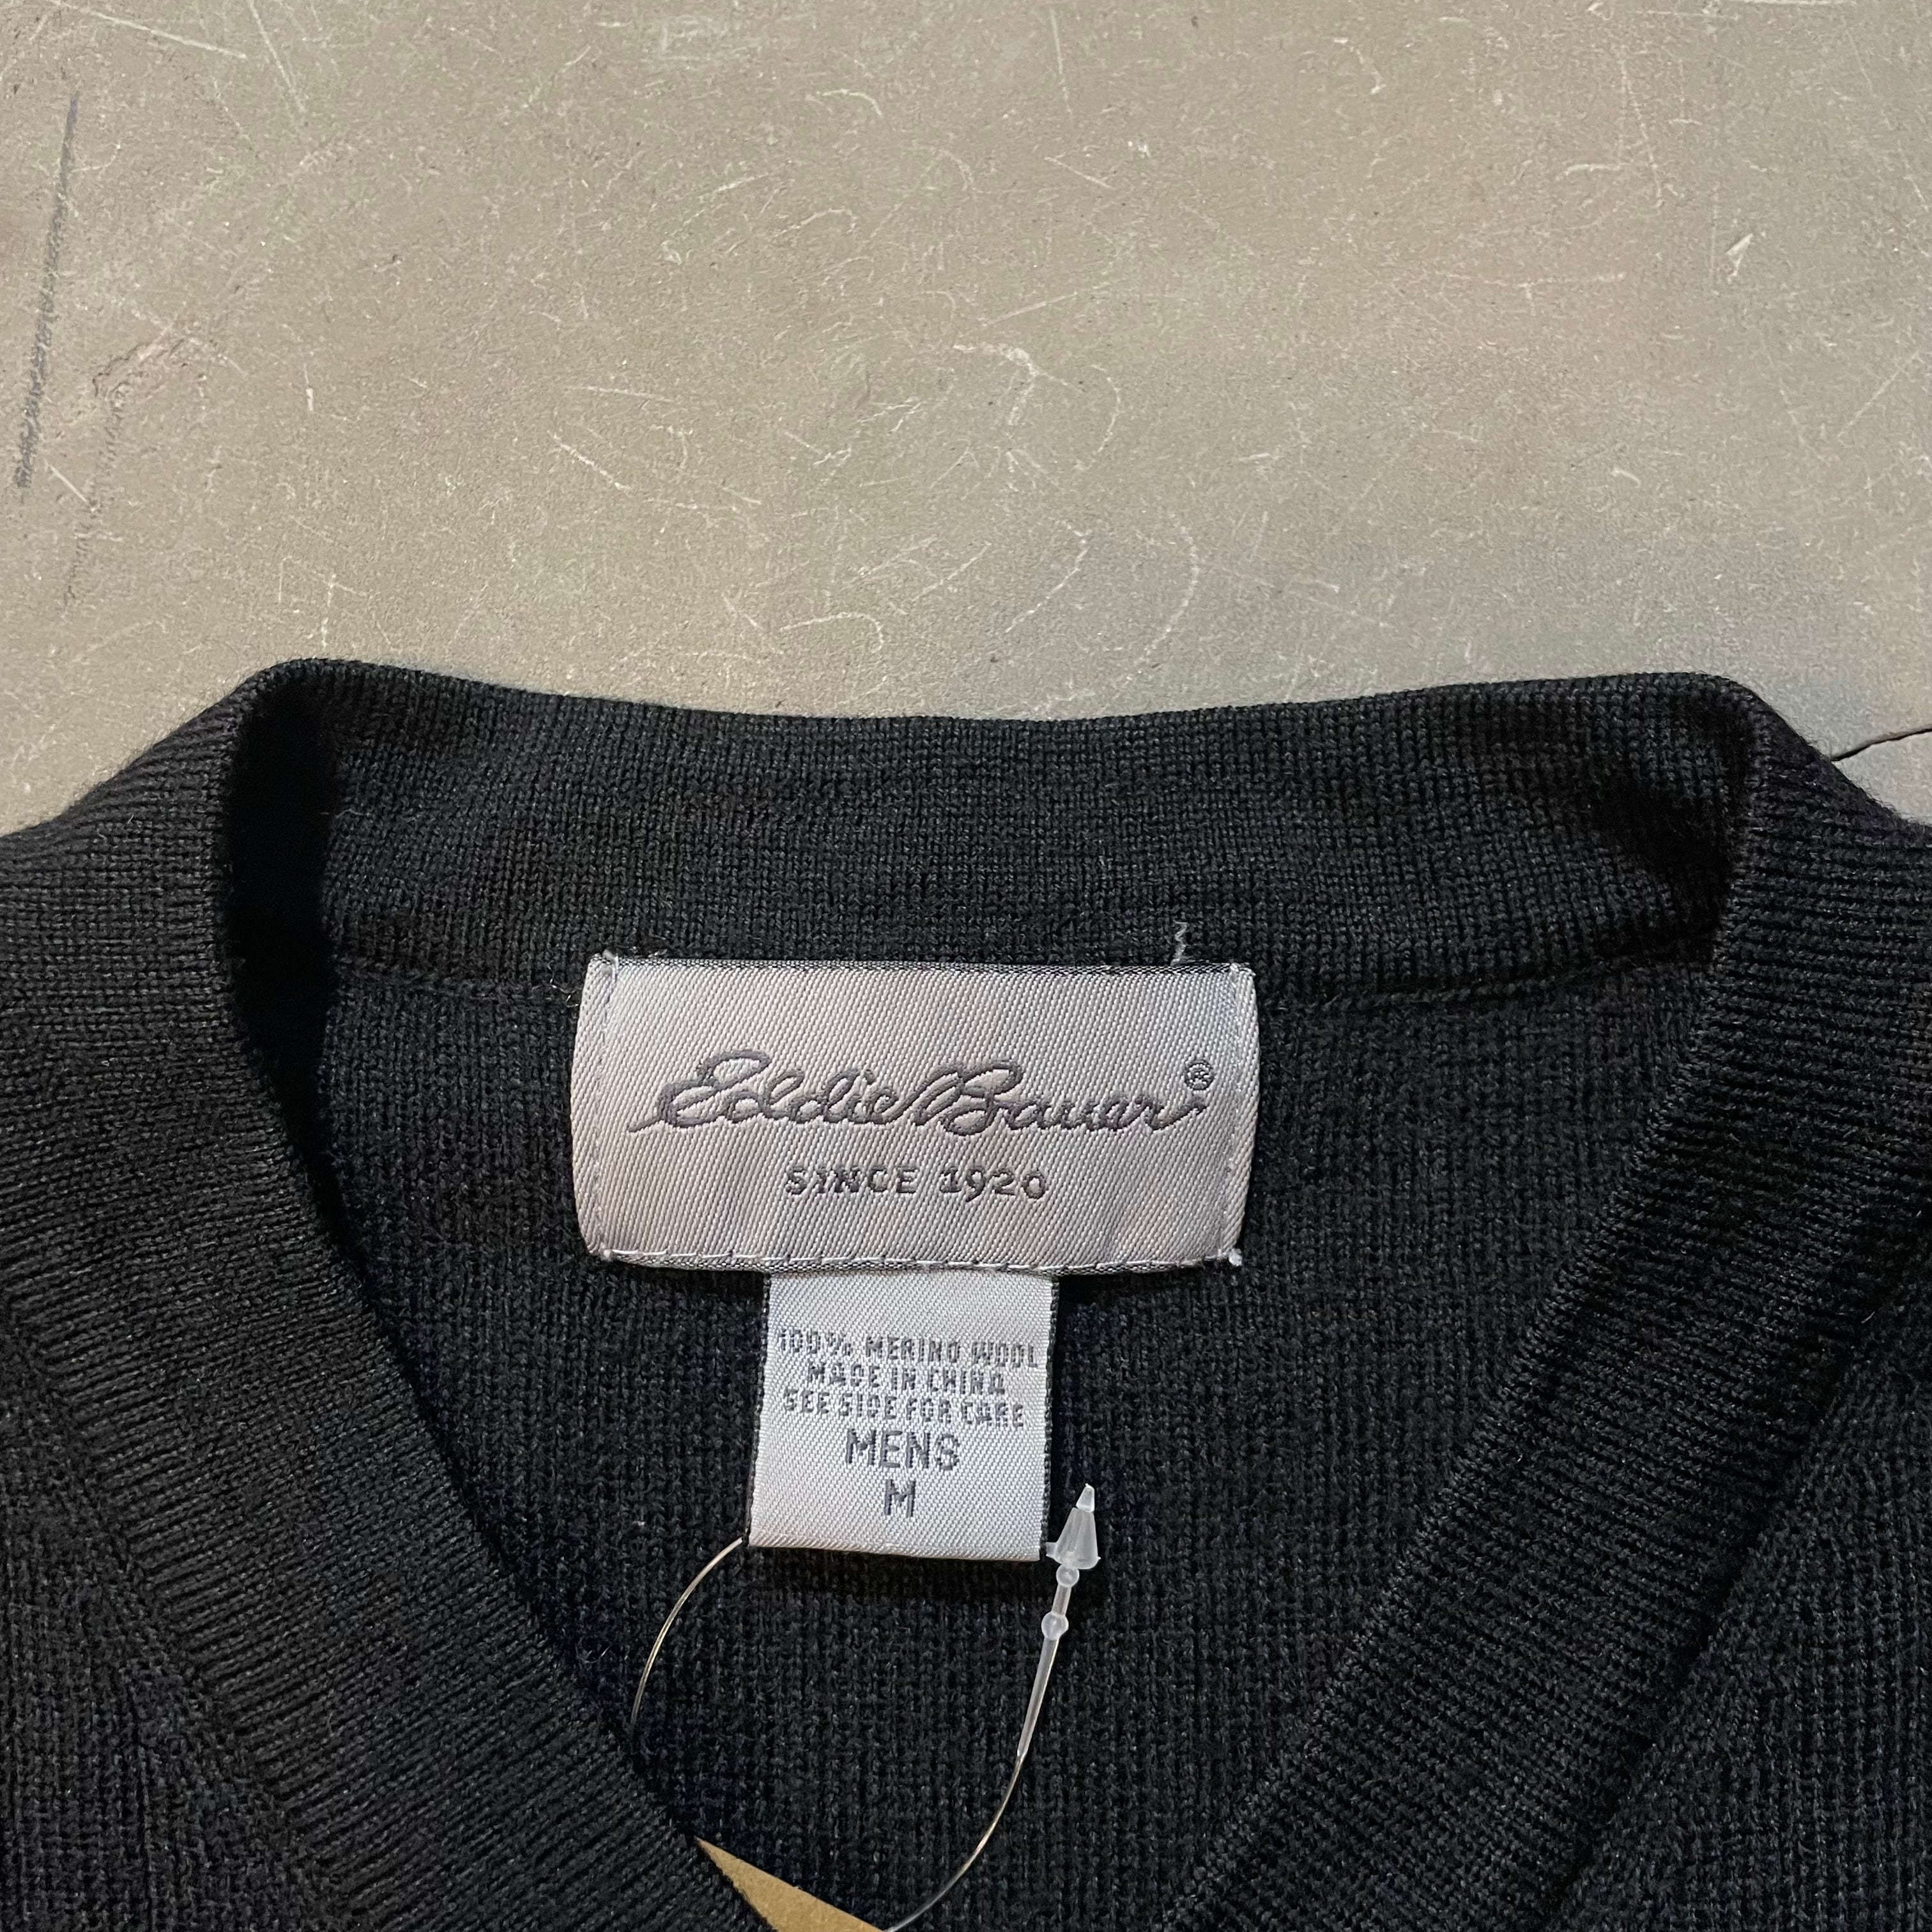 Eddie Bauer®
SINCE 1920
100% MERINO WOOL
MADE IN CHINA
SEE SIDE FOR CARE
MENS
M